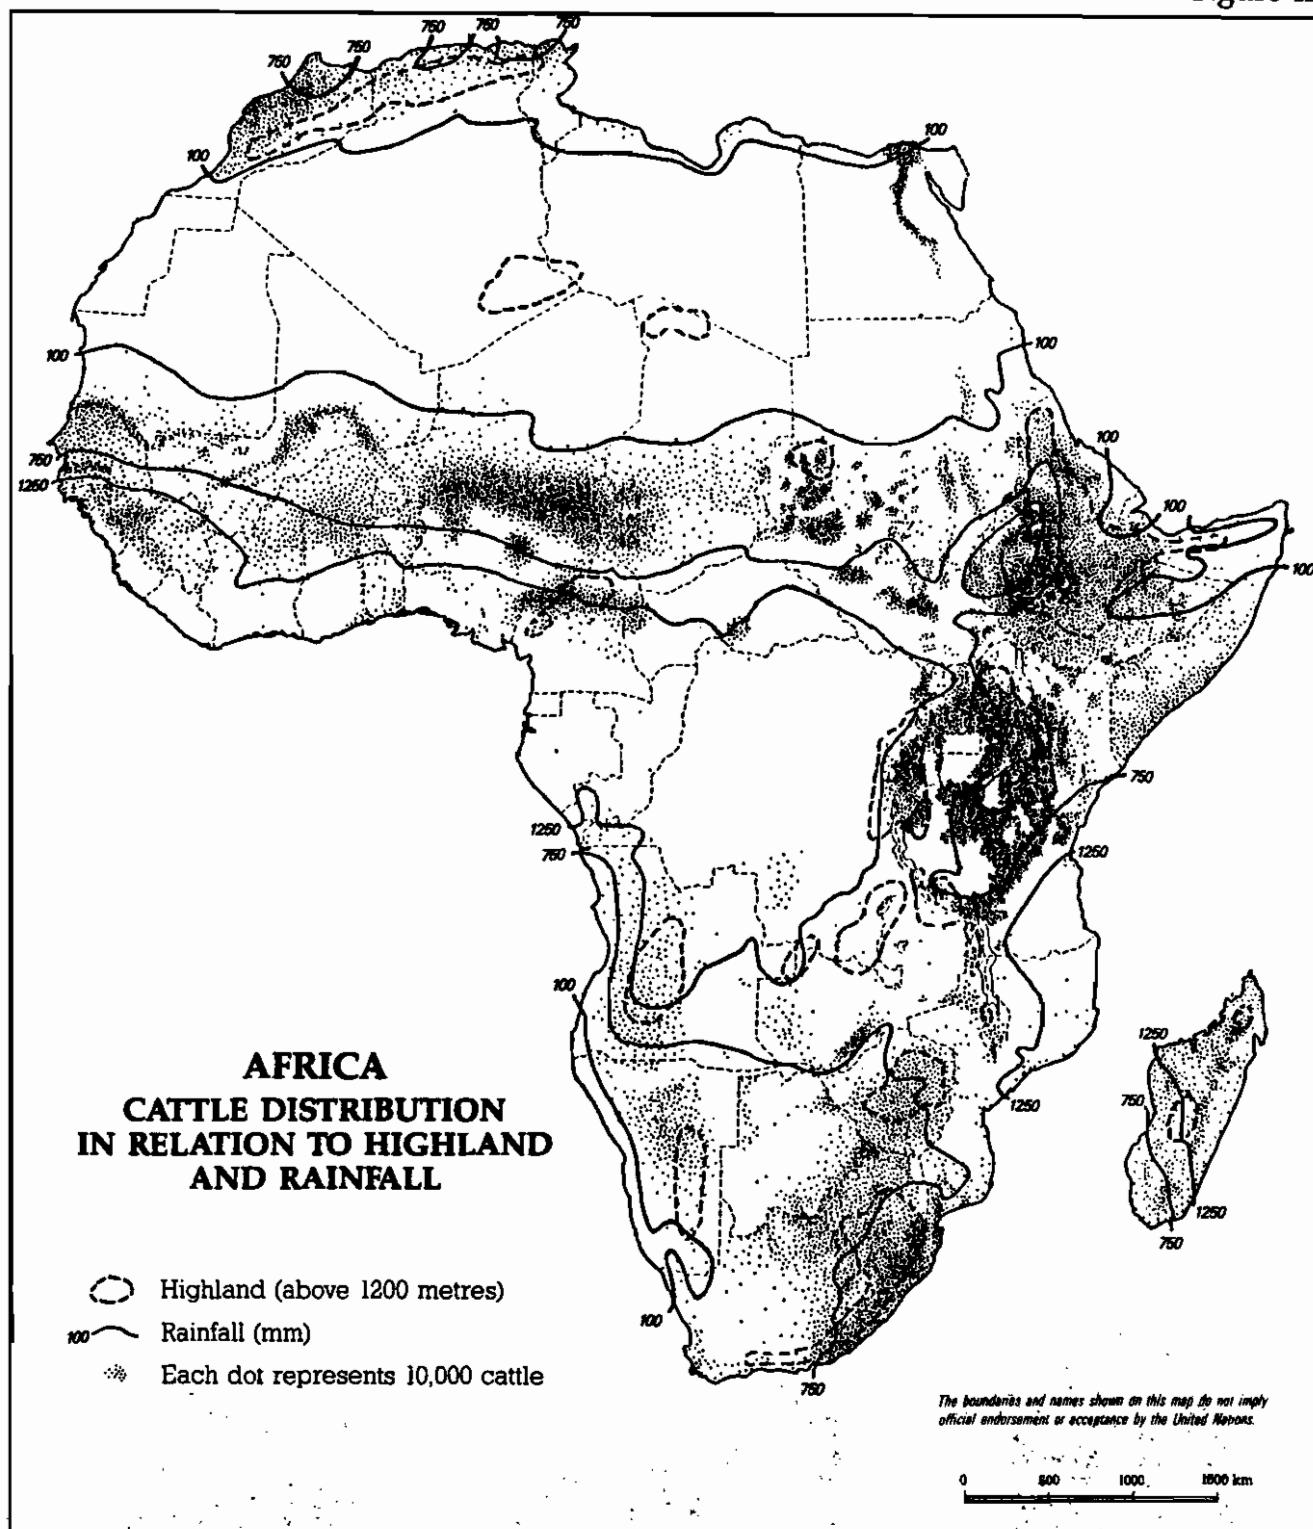 750
750
750
750
750
100
100
100
100
100
750
1250
100
100
750
1250
1250
750
100
1250
750
1250
1250
750
100
750
AFRICA
CATTLE DISTRIBUTION
IN RELATION TO HIGHLAND
AND RAINFALL
Highland (above 1200 metres)
100 Rainfall (mm)
Each dot represents 10,000 cattle
The boundaries and names shown on this map do not imply
official endorsement or acceptance by the United Nations.
0 500 1000 1500 km